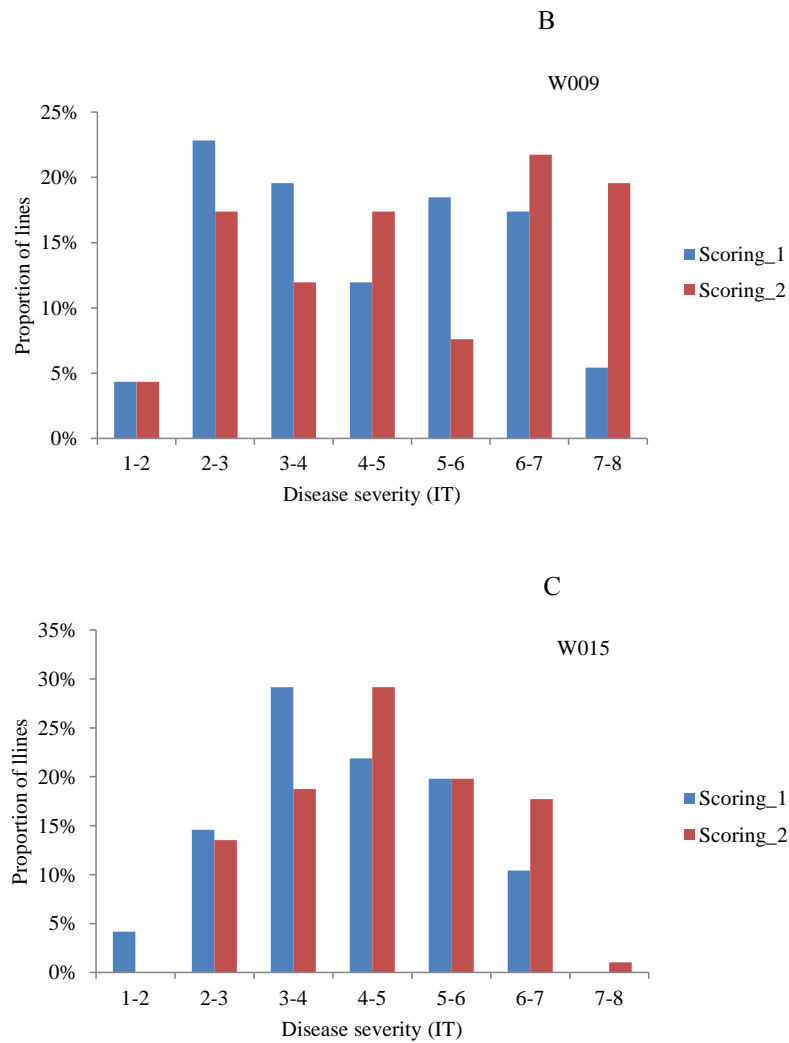 B
W009
25%
20%
15%
10%
5%
0%
Proportion of lines
1-2 2-3 3-4 4-5 5-6 6-7 7-8
Disease severity (IT)
Scoring_1
Scoring_2
C
W015
35%
30%
25%
20%
15%
10%
5%
0%
Proportion of llines
1-2 2-3 3-4 4-5 5-6 6-7 7-8
Disease severity (IT)
Scoring_1
Scoring_2